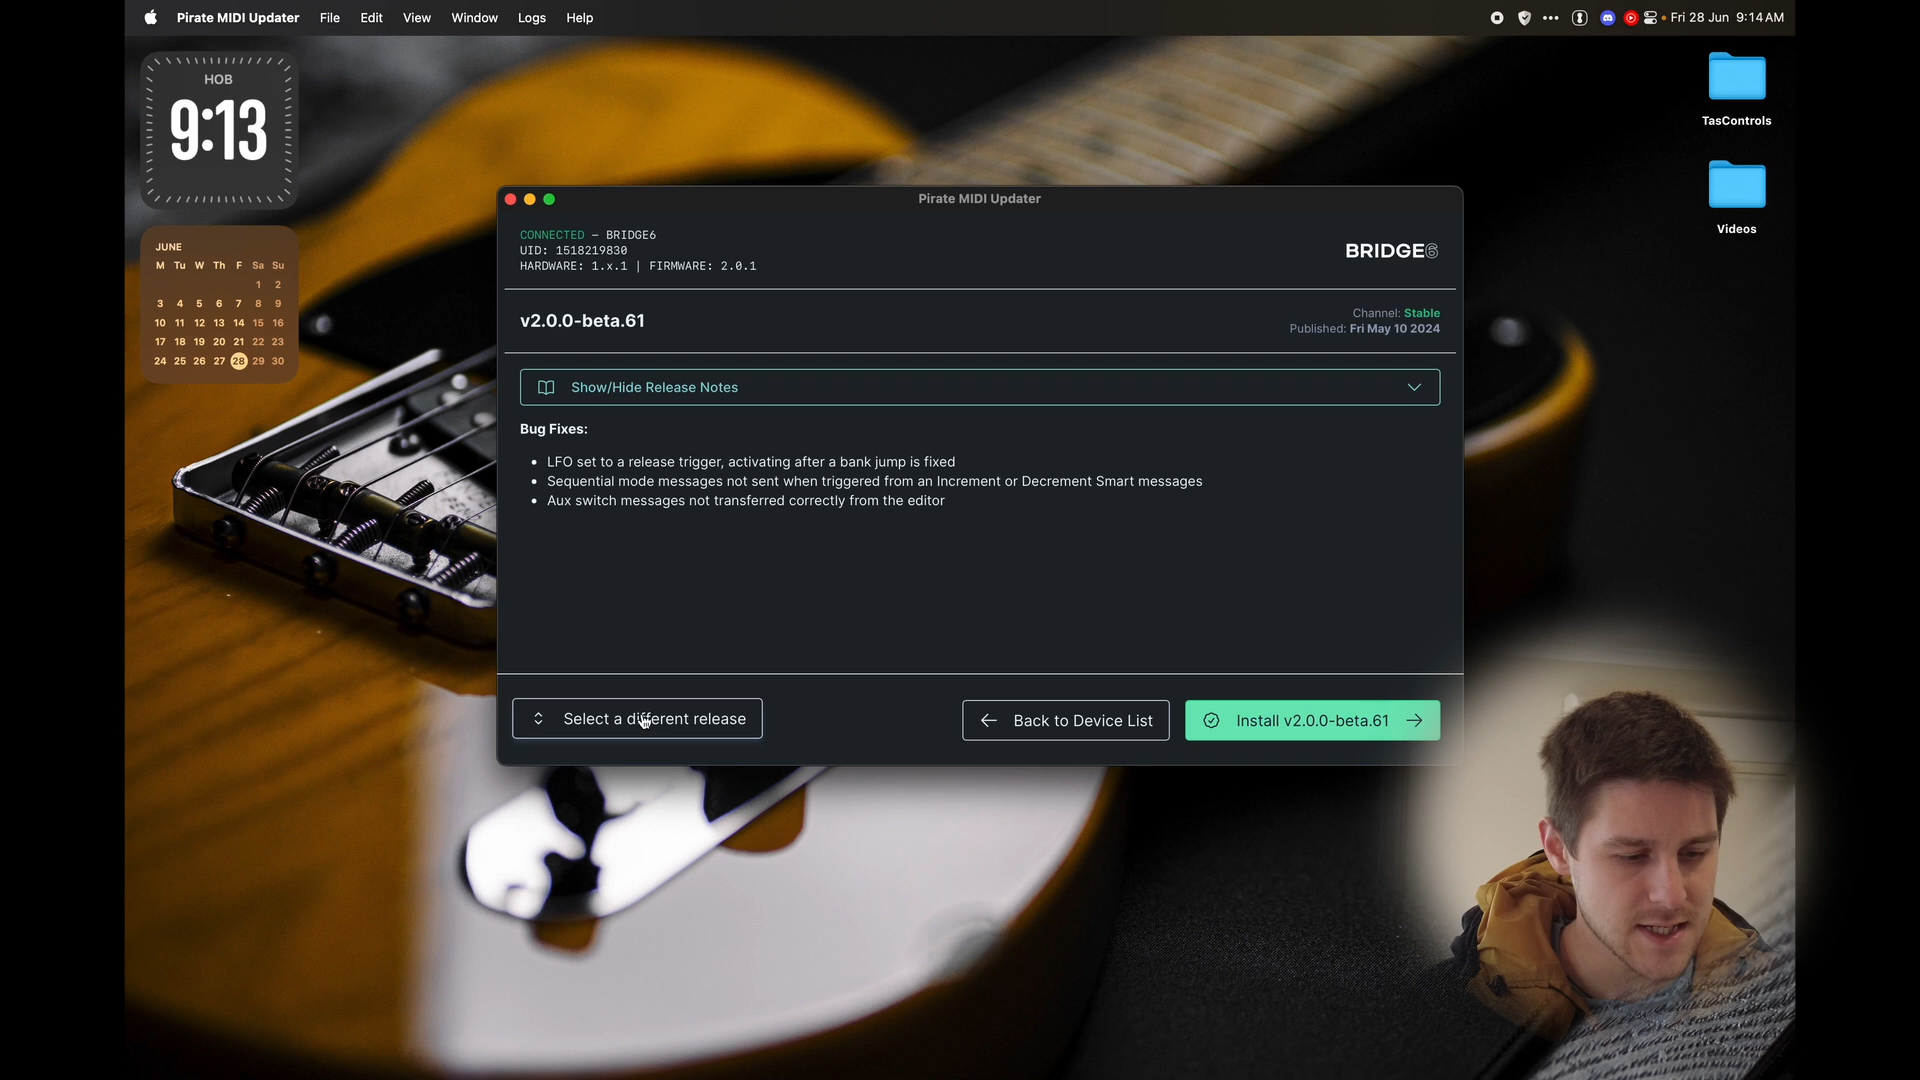 Pirate MIDI Updater File Edit View Window Logs Help
Fri 28 Jun 9:14 AM
HOB
9:13
JUNE
M Tu W Th F Sa Su
1 2
3 4 5 6 7 8 9
10 11 12 13 14 15 16
17 18 19 20 21 22 23
24 25 26 27 28 29 30
TasControls
Videos
Pirate MIDI Updater
CONNECTED – BRIDGE6
UID: 1518219830
HARDWARE: 1.x.1 | FIRMWARE: 2.0.1
BRIDGE6
v2.0.0-beta.61
Channel: Stable
Published: Fri May 10 2024
Show/Hide Release Notes
Bug Fixes:
• LFO set to a release trigger, activating after a bank jump is fixed
• Sequential mode messages not sent when triggered from an Increment or Decrement Smart messages
• Aux switch messages not transferred correctly from the editor
Select a different release
Back to Device List
Install v2.0.0-beta.61